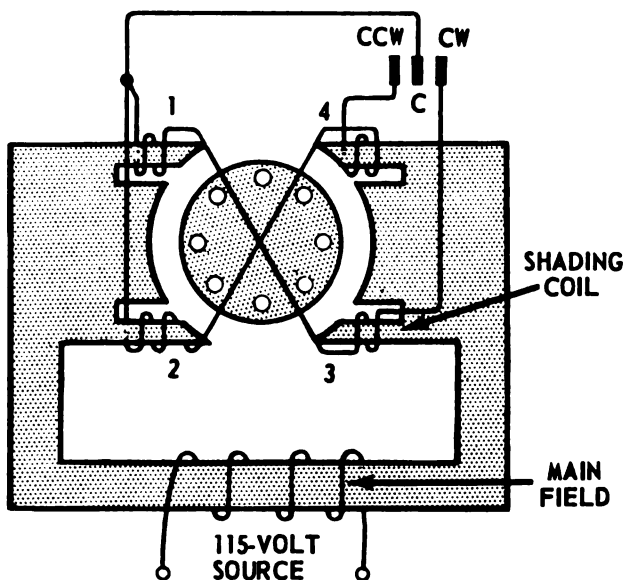 CCW CW
C
1
4
SHADING
COIL
2
3
MAIN
FIELD
115-VOLT
SOURCE